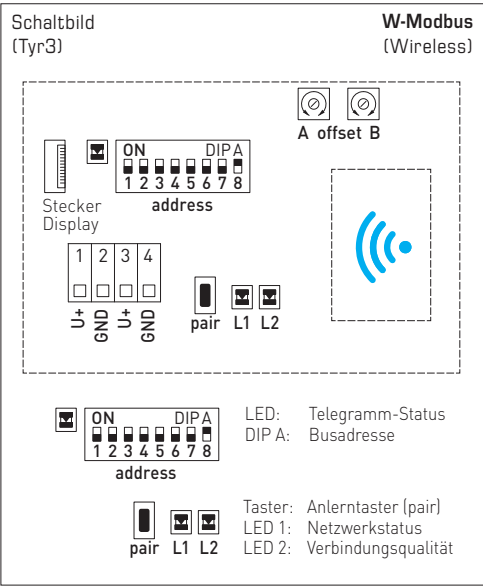 Schaltbild
(Tyr3)
W-Modbus
(Wireless)
A offset B
ON DIP A
1 2 3 4 5 6 7 8
address
Stecker
Display
1 2 3 4
U+ GND U+ GND
pair L1 L2
ON DIP A
1 2 3 4 5 6 7 8
address
LED: Telegramm-Status
DIP A: Busadresse
pair L1 L2
Taster: Anlerntaster (pair)
LED 1: Netzwerkstatus
LED 2: Verbindungsqualität